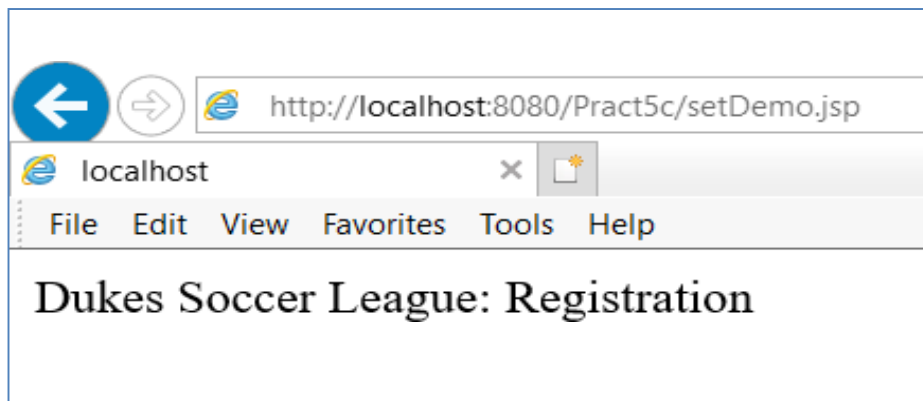 http://localhost:8080/Pract5c/setDemo.jsp
localhost
File Edit View Favorites Tools Help
Dukes Soccer League: Registration